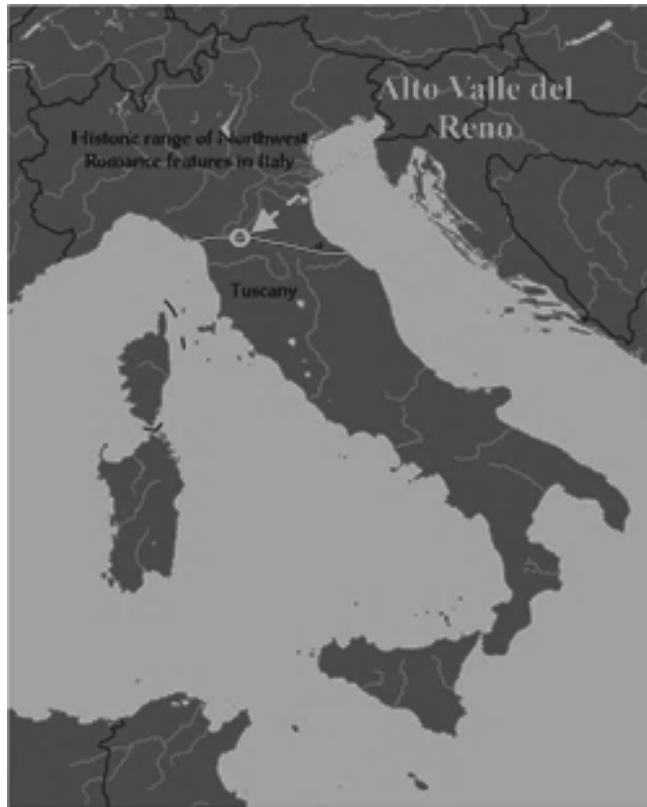 Alto Valle del
Reno
Historic range of Northwest
Romance features in Italy
Tuscany